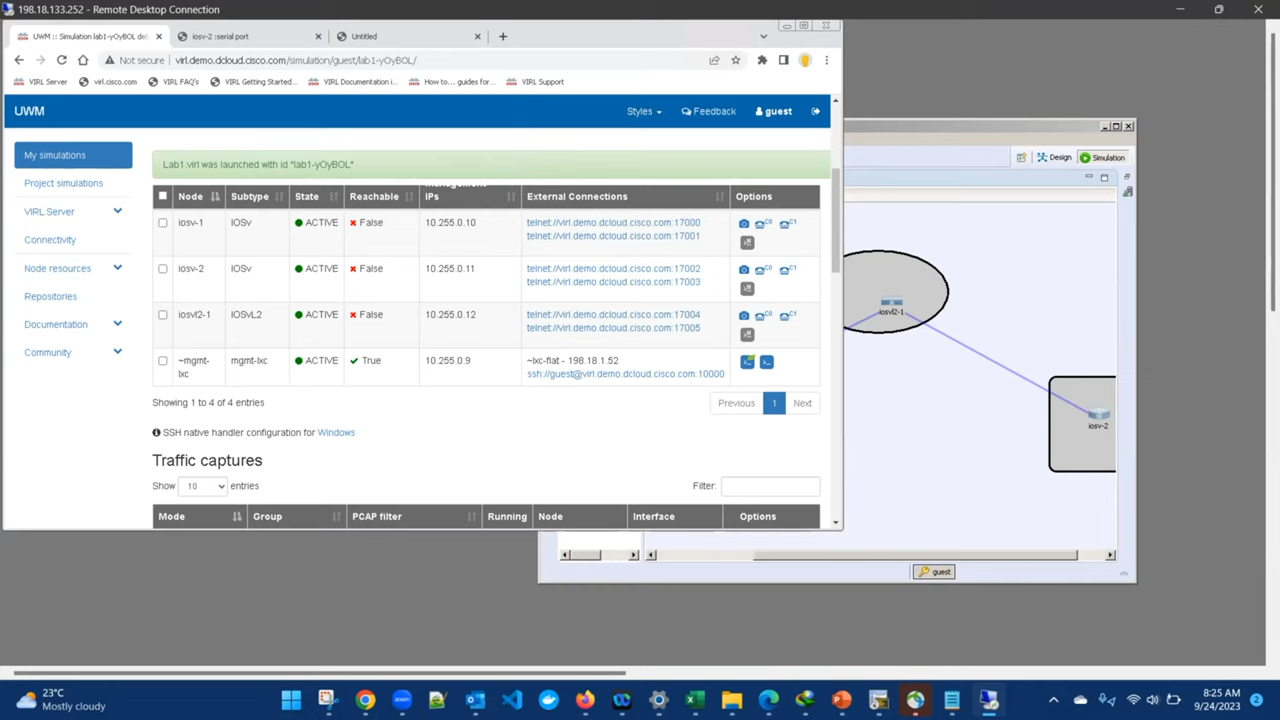 198.18.133.252 - Remote Desktop Connection
UWM :: Simulation lab1-yOyBOL det
iosv-2 :serial port
Untitled
Not secure
virl.demo.dcloud.cisco.com/simulation/guest/lab1-yOyBOL/
VIRL Server
virl.cisco.com
VIRL FAQ's
VIRL Getting Started...
VIRL Documentation i...
How to… guides for...
VIRL Support
UWM
Styles
Feedback
guest
Design
Simulation
My simulations
Project simulations
VIRL Server
Connectivity
Node resources
Repositories
Documentation
Community
Lab1.virl was launched with id "lab1-yOyBOL"
Node Subtype State Reachable Management IPs External Connections Options
iosv-1 IOSv ACTIVE False 10.255.0.10 telnet://virl.demo.dcloud.cisco.com:17000 C0 C1
telnet://virl.demo.dcloud.cisco.com:17001
iosv-2 IOSv ACTIVE False 10.255.0.11 telnet://virl.demo.dcloud.cisco.com:17002 C0 C1
telnet://virl.demo.dcloud.cisco.com:17003
iosvl2-1 IOSvL2 ACTIVE False 10.255.0.12 telnet://virl.demo.dcloud.cisco.com:17004 C0 C1
telnet://virl.demo.dcloud.cisco.com:17005
~mgmt- mgmt-lxc ACTIVE True 10.255.0.9 ~lxc-flat - 198.18.1.52
lxc ssh://guest@virl.demo.dcloud.cisco.com:10000
Showing 1 to 4 of 4 entries
Previous 1 Next
SSH native handler configuration for Windows
Traffic captures
Show 10 entries
Filter:
Mode Group PCAP filter Running Node Interface Options
iosvl2-1
iosv-2
guest
23°C
Mostly cloudy
8:25 AM
9/24/2023
2